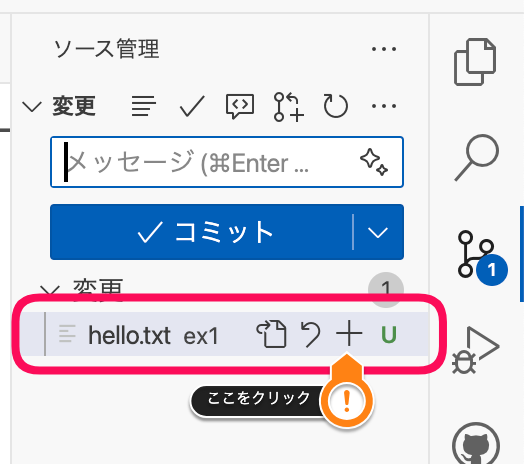 ソース管理
変更
メッセージ (⌘Enter ...
コミット
変更 1
hello.txt ex1 U
ここをクリック
!
1